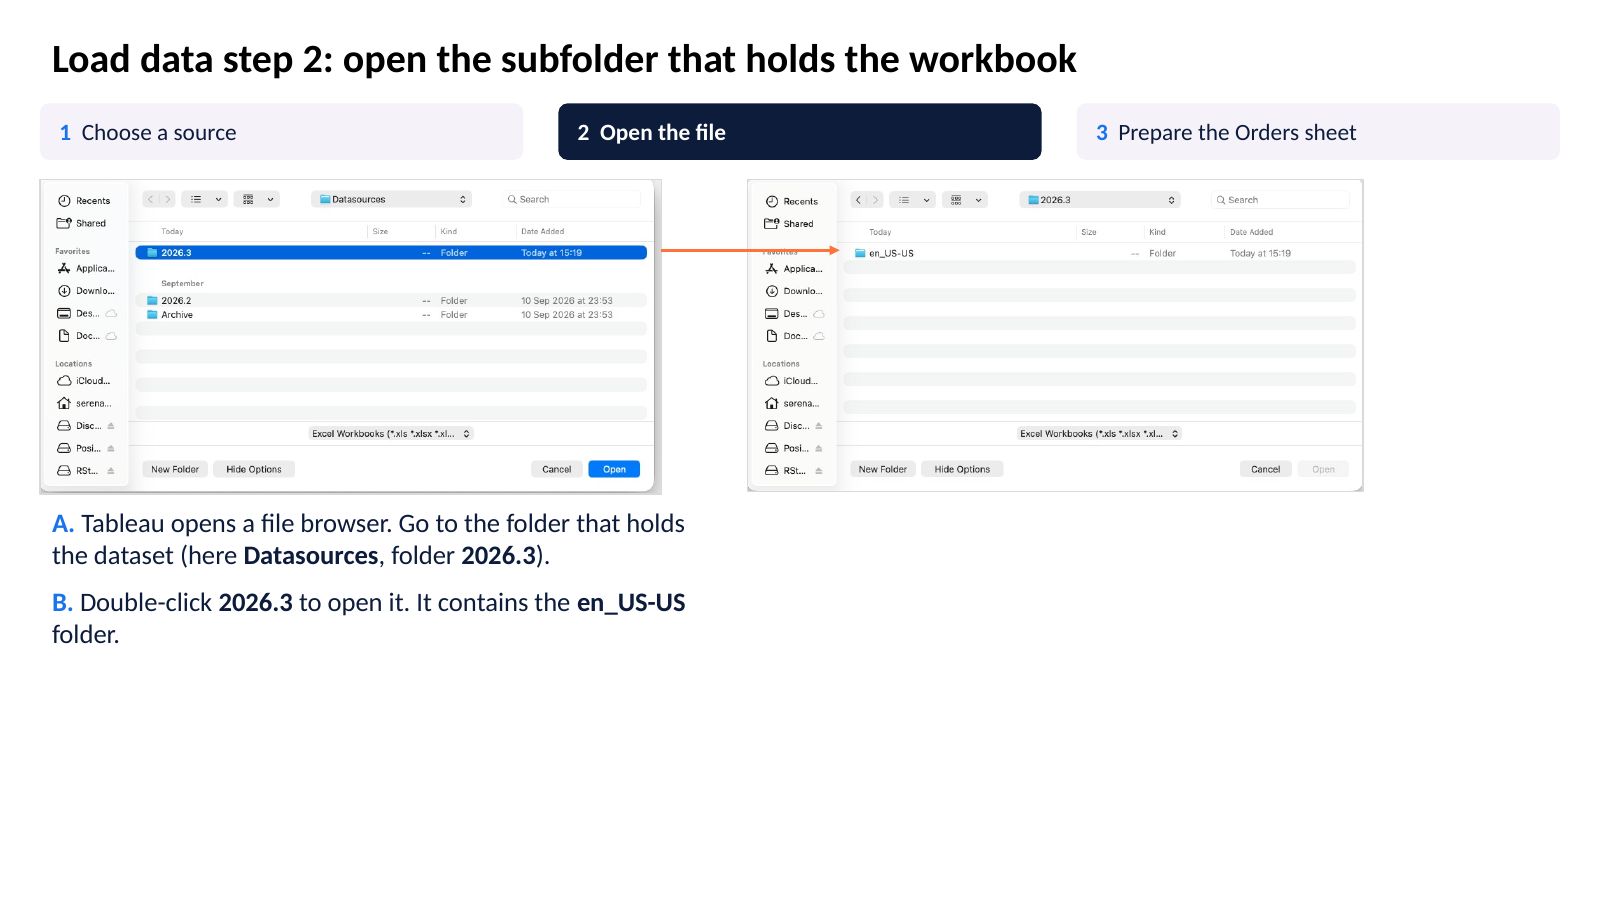 Load data step 2: open the subfolder that holds the workbook
1 Choose a source
2 Open the file
3 Prepare the Orders sheet
Recents
Shared
Favorites
Applica...
Downlo...
Des...
Doc...
Locations
iCloud...
serena...
Disc...
Posi...
RSt...
Datasources
Search
Today Size Kind Date Added
2026.3 -- Folder Today at 15:19
September
2026.2 -- Folder 10 Sep 2026 at 23:53
Archive -- Folder 10 Sep 2026 at 23:53
Excel Workbooks (*.xls *.xlsx *.xl...
New Folder Hide Options Cancel Open
Recents
Shared
Favorites
Applica...
Downlo...
Des...
Doc...
Locations
iCloud...
serena...
Disc...
Posi...
RSt...
2026.3
Search
Today Size Kind Date Added
en_US-US -- Folder Today at 15:19
Excel Workbooks (*.xls *.xlsx *.xl...
New Folder Hide Options Cancel Open
A. Tableau opens a file browser. Go to the folder that holds
the dataset (here Datasources, folder 2026.3).
B. Double-click 2026.3 to open it. It contains the en_US-US
folder.